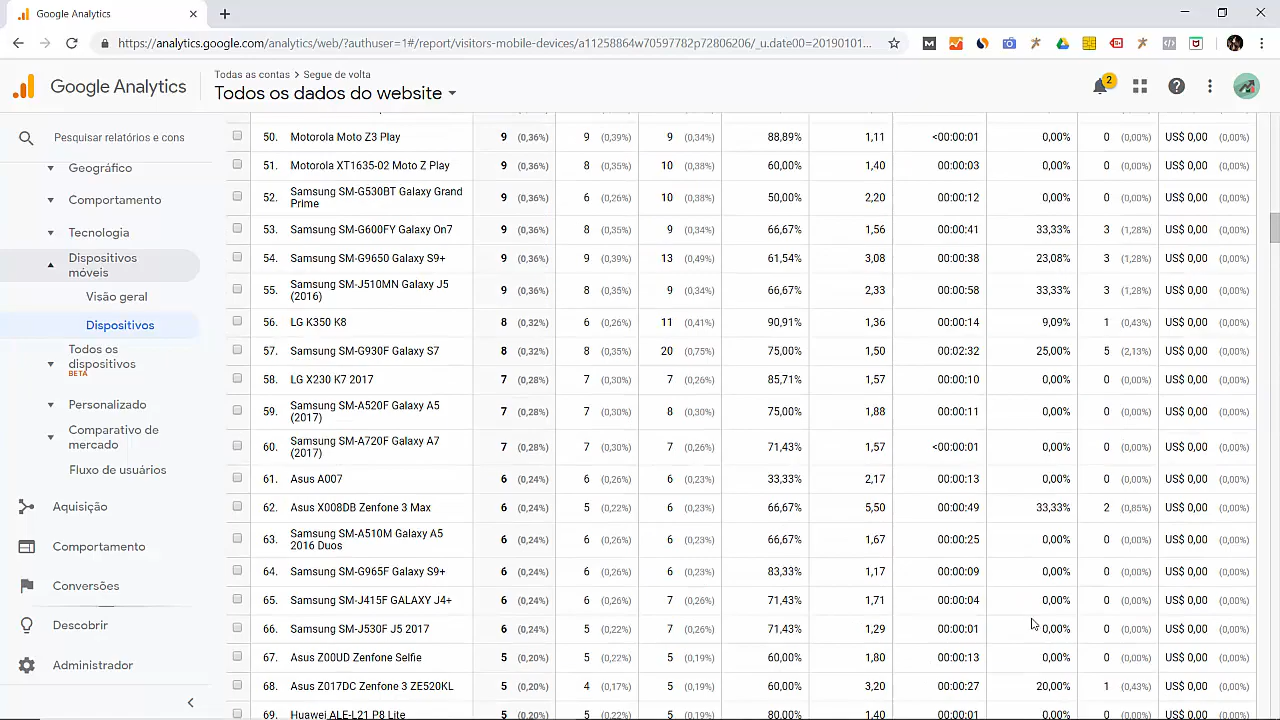 Google Analytics
https://analytics.google.com/analytics/web/?authuser=1#/report/visitors-mobile-devices/a11258864w70597782p72806206/_u.date00=20190101...
Google Analytics
Todas as contas > Segue de volta
Todos os dados do website
2
Pesquisar relatórios e cons
Geográfico
Comportamento
Tecnologia
Dispositivos
móveis
Visão geral
Dispositivos
Todos os
dispositivos
BETA
Personalizado
Comparativo de
mercado
Fluxo de usuários
Aquisição
Comportamento
Conversões
Descobrir
Administrador
50. Motorola Moto Z3 Play 9 (0,36%) 9 (0,39%) 9 (0,34%) 88,89% 1,11 <00:00:01 0,00% 0 (0,00%) US$ 0,00 (0,00%)
51. Motorola XT1635-02 Moto Z Play 9 (0,36%) 8 (0,35%) 10 (0,38%) 60,00% 1,40 00:00:03 0,00% 0 (0,00%) US$ 0,00 (0,00%)
52. Samsung SM-G530BT Galaxy Grand
Prime 9 (0,36%) 6 (0,26%) 10 (0,38%) 50,00% 2,20 00:00:12 0,00% 0 (0,00%) US$ 0,00 (0,00%)
53. Samsung SM-G600FY Galaxy On7 9 (0,36%) 8 (0,35%) 9 (0,34%) 66,67% 1,56 00:00:41 33,33% 3 (1,28%) US$ 0,00 (0,00%)
54. Samsung SM-G9650 Galaxy S9+ 9 (0,36%) 9 (0,39%) 13 (0,49%) 61,54% 3,08 00:00:38 23,08% 3 (1,28%) US$ 0,00 (0,00%)
55. Samsung SM-J510MN Galaxy J5
(2016) 9 (0,36%) 8 (0,35%) 9 (0,34%) 66,67% 2,33 00:00:58 33,33% 3 (1,28%) US$ 0,00 (0,00%)
56. LG K350 K8 8 (0,32%) 6 (0,26%) 11 (0,41%) 90,91% 1,36 00:00:14 9,09% 1 (0,43%) US$ 0,00 (0,00%)
57. Samsung SM-G930F Galaxy S7 8 (0,32%) 8 (0,35%) 20 (0,75%) 75,00% 1,50 00:02:32 25,00% 5 (2,13%) US$ 0,00 (0,00%)
58. LG X230 K7 2017 7 (0,28%) 7 (0,30%) 7 (0,26%) 85,71% 1,57 00:00:10 0,00% 0 (0,00%) US$ 0,00 (0,00%)
59. Samsung SM-A520F Galaxy A5
(2017) 7 (0,28%) 7 (0,30%) 8 (0,30%) 75,00% 1,88 00:00:11 0,00% 0 (0,00%) US$ 0,00 (0,00%)
60. Samsung SM-A720F Galaxy A7
(2017) 7 (0,28%) 7 (0,30%) 7 (0,26%) 71,43% 1,57 <00:00:01 0,00% 0 (0,00%) US$ 0,00 (0,00%)
61. Asus A007 6 (0,24%) 6 (0,26%) 6 (0,23%) 33,33% 2,17 00:00:13 0,00% 0 (0,00%) US$ 0,00 (0,00%)
62. Asus X008DB Zenfone 3 Max 6 (0,24%) 5 (0,22%) 6 (0,23%) 66,67% 5,50 00:00:49 33,33% 2 (0,85%) US$ 0,00 (0,00%)
63. Samsung SM-A510M Galaxy A5
2016 Duos 6 (0,24%) 6 (0,26%) 6 (0,23%) 66,67% 1,67 00:00:25 0,00% 0 (0,00%) US$ 0,00 (0,00%)
64. Samsung SM-G965F Galaxy S9+ 6 (0,24%) 6 (0,26%) 6 (0,23%) 83,33% 1,17 00:00:09 0,00% 0 (0,00%) US$ 0,00 (0,00%)
65. Samsung SM-J415F GALAXY J4+ 6 (0,24%) 6 (0,26%) 7 (0,26%) 71,43% 1,71 00:00:04 0,00% 0 (0,00%) US$ 0,00 (0,00%)
66. Samsung SM-J530F J5 2017 6 (0,24%) 5 (0,22%) 7 (0,26%) 71,43% 1,29 00:00:01 0,00% 0 (0,00%) US$ 0,00 (0,00%)
67. Asus Z00UD Zenfone Selfie 5 (0,20%) 5 (0,22%) 5 (0,19%) 60,00% 1,80 00:00:13 0,00% 0 (0,00%) US$ 0,00 (0,00%)
68. Asus Z017DC Zenfone 3 ZE520KL 5 (0,20%) 4 (0,17%) 5 (0,19%) 60,00% 3,20 00:00:27 20,00% 1 (0,43%) US$ 0,00 (0,00%)
69. Huawei ALE-L21 P8 Lite 5 (0,20%) 5 (0,22%) 5 (0,19%) 80,00% 1,40 00:00:01 0,00% 0 (0,00%) US$ 0,00 (0,00%)